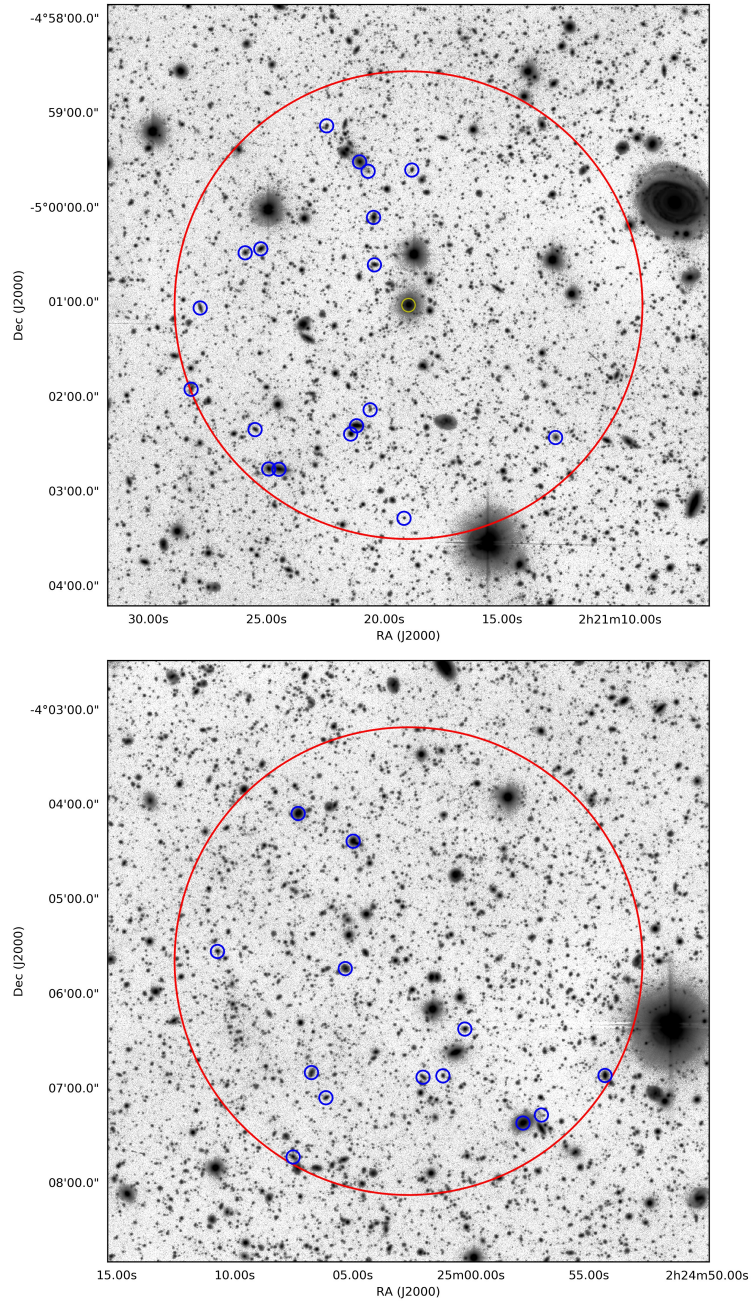 -4°58'00.0"
59'00.0"
-5°00'00.0"
01'00.0"
02'00.0"
03'00.0"
04'00.0"
Dec (J2000)
30.00s 25.00s 20.00s 15.00s 2h21m10.00s
RA (J2000)
-4°03'00.0"
04'00.0"
05'00.0"
06'00.0"
07'00.0"
08'00.0"
Dec (J2000)
15.00s 10.00s 05.00s 25m00.00s 55.00s 2h24m50.00s
RA (J2000)